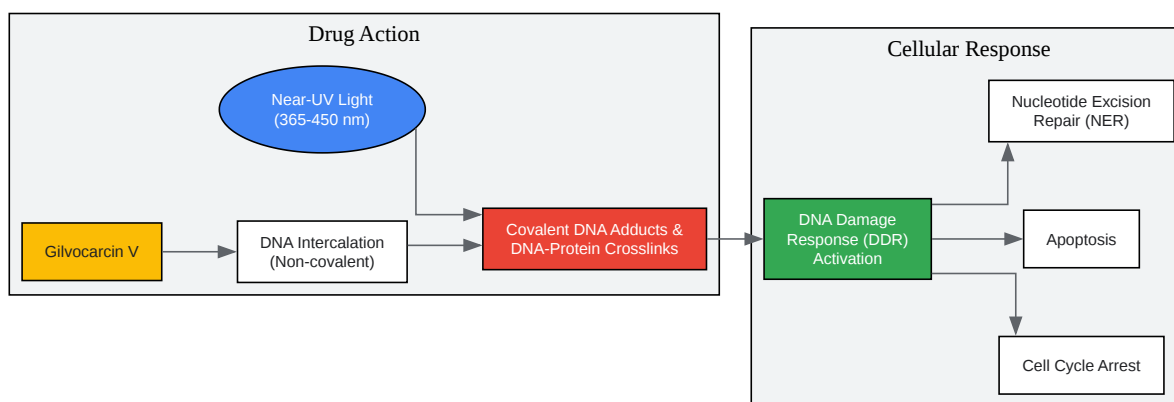 Drug Action
Near-UV Light
(365-450 nm)
Gilvocarcin V
DNA Intercalation
(Non-covalent)
Covalent DNA Adducts &
DNA-Protein Crosslinks
Cellular Response
Nucleotide Excision
Repair (NER)
DNA Damage
Response (DDR)
Activation
Apoptosis
Cell Cycle Arrest